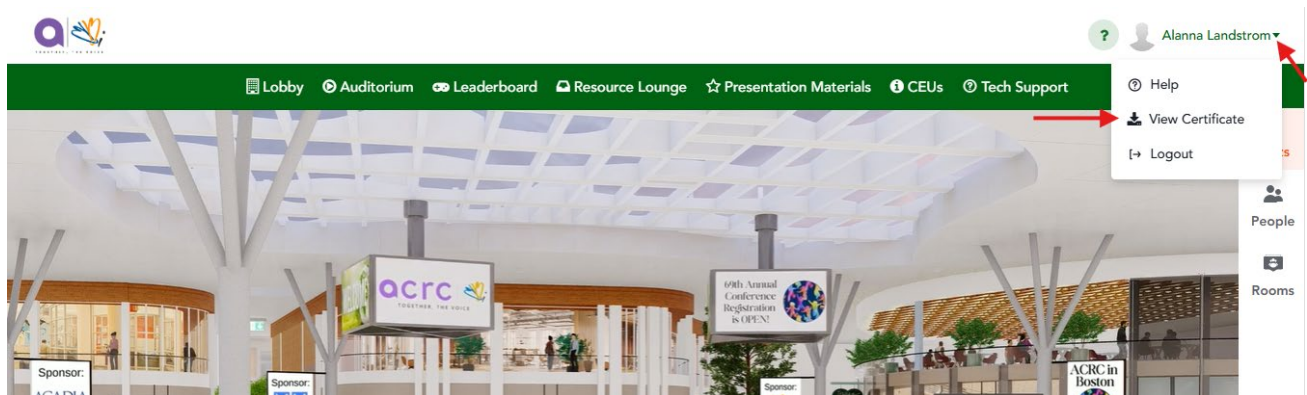 a
TOGETHER, THE VOICE
?
Alanna Landstrom
Lobby
Auditorium
Leaderboard
Resource Lounge
Presentation Materials
CEUs
Tech Support
Help
View Certificate
Logout
People
Rooms
acrc
TOGETHER, THE VOICE
69th Annual
Conference
Registration
is OPEN!
Sponsor:
ACADIA
Sponsor:
Sponsor:
ACRC in
Boston